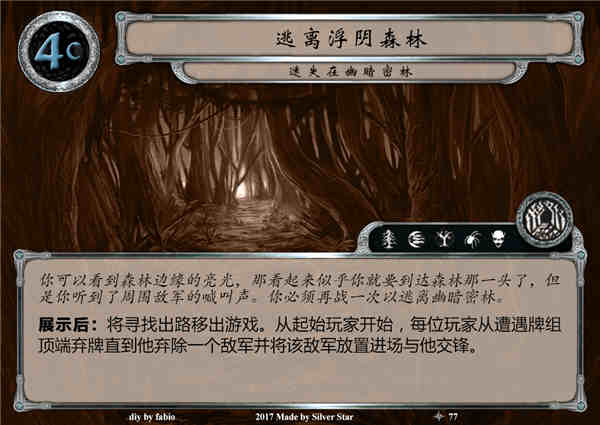 4C
逃离浮阴森林
迷失在幽暗密林
你可以看到森林边缘的亮光，那看起来似乎你就要到达森林那一头了，但
是你听到了周围敌军的喊叫声。你必须再战一次以逃离幽暗密林。
展示后：将寻找出路移出游戏。从起始玩家开始，每位玩家从遭遇牌组
顶端弃牌直到他弃除一个敌军并将该敌军放置进场与他交锋。
diy by fabio 2017 Made by Silver Star 77